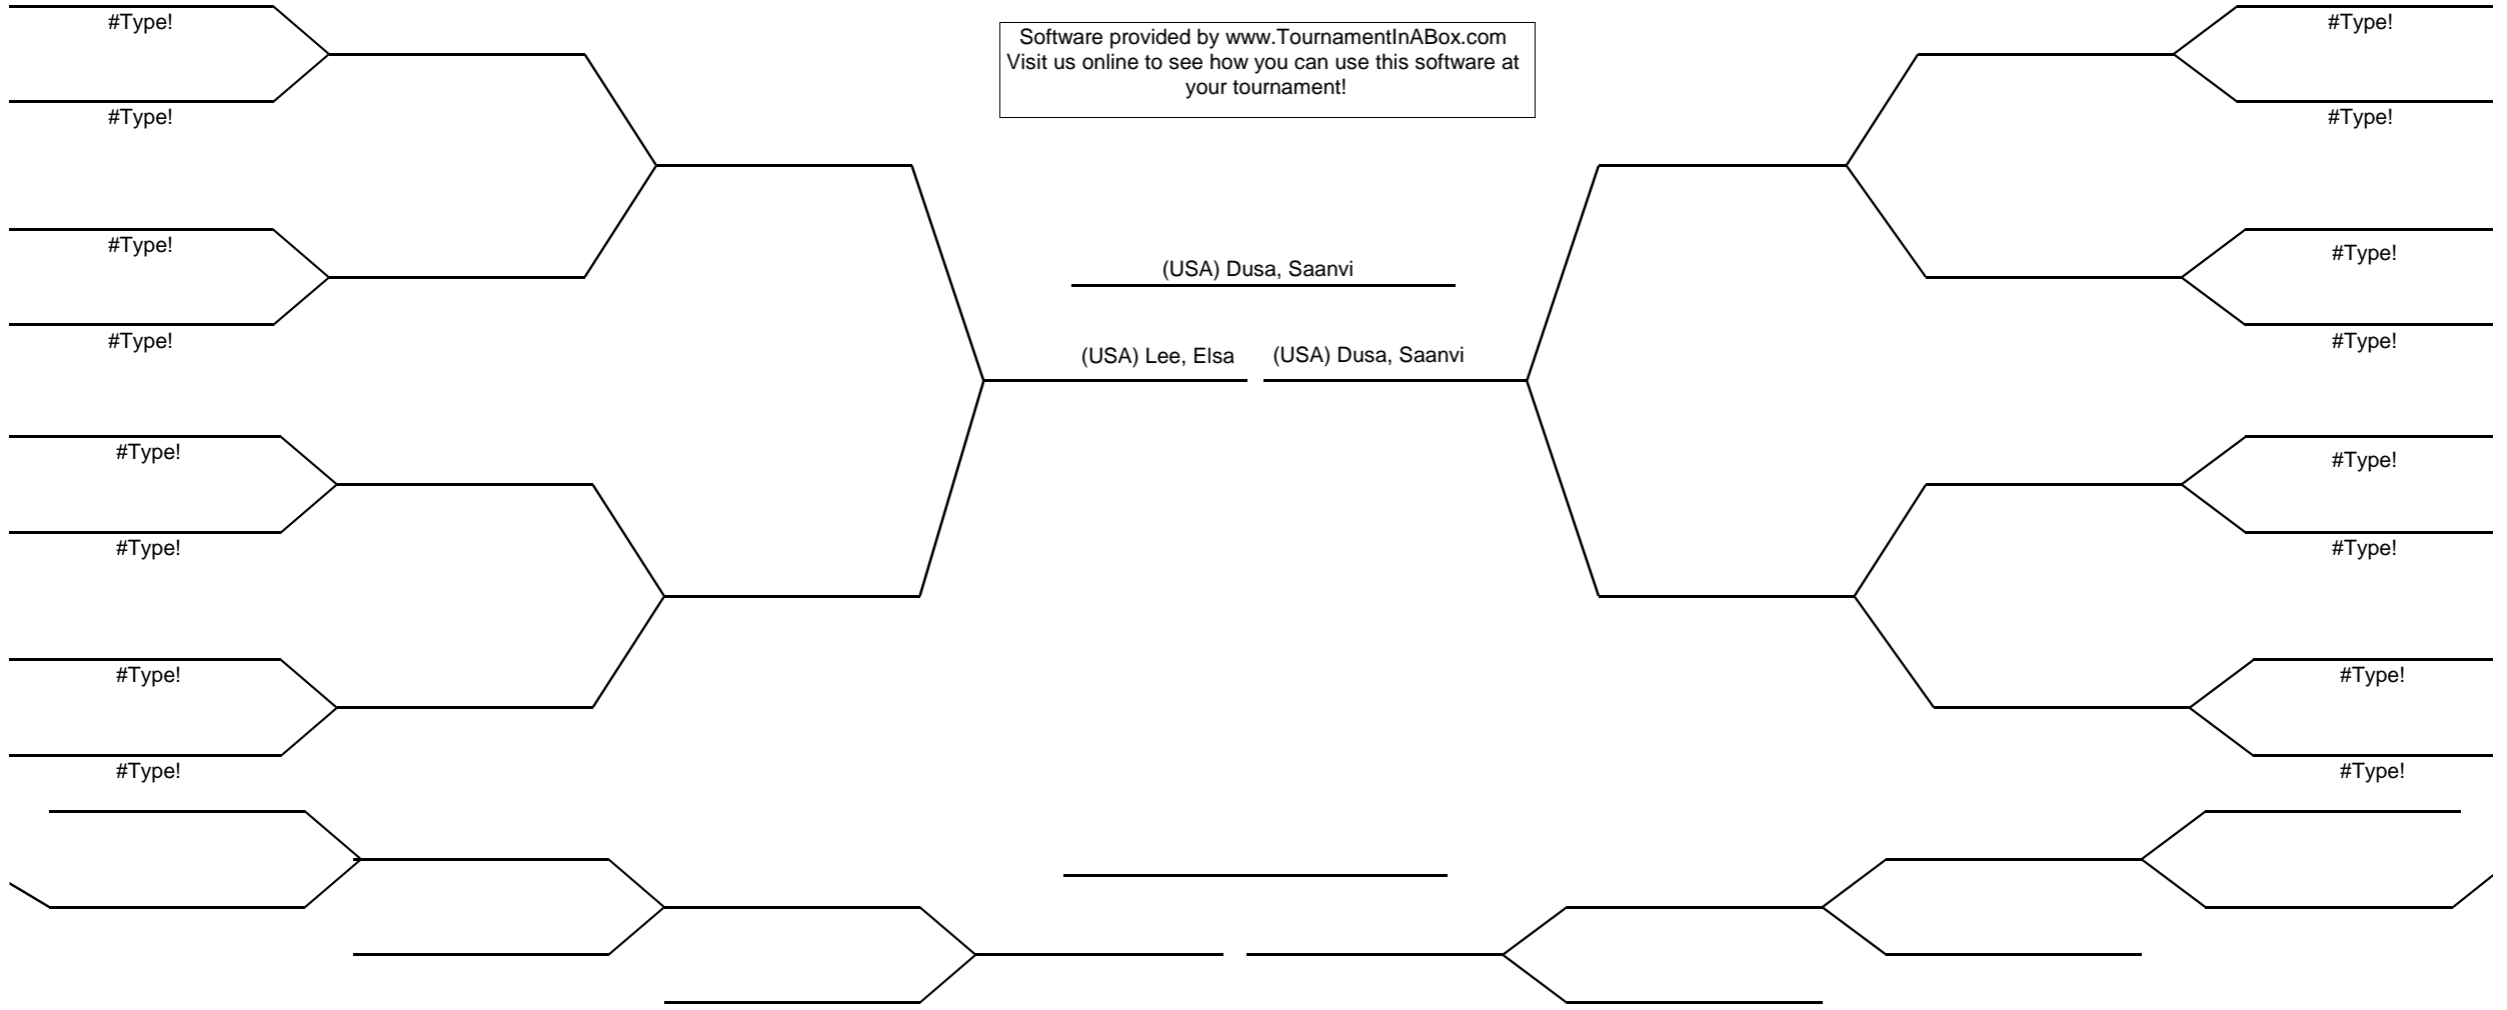 #Type!
Software provided by www.TournamentInABox.com
Visit us online to see how you can use this software at
your tournament!
#Type!
#Type!
#Type!
#Type!
#Type!
(USA) Dusa, Saanvi
#Type!
#Type!
(USA) Lee, Elsa
(USA) Dusa, Saanvi
#Type!
#Type!
#Type!
#Type!
#Type!
#Type!
#Type!
#Type!
#Type!